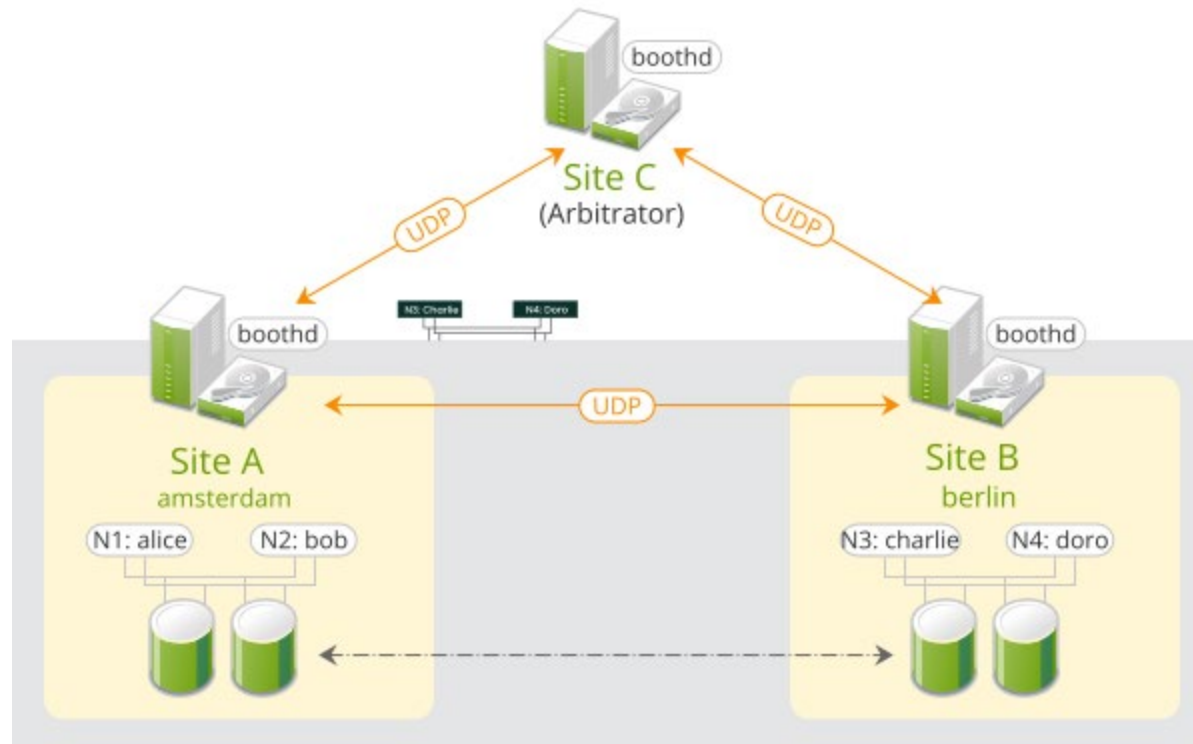 boothd
Site C
(Arbitrator)
UDP
UDP
N3: Charlie
N4: Doro
boothd
boothd
UDP
Site A
amsterdam
Site B
berlin
N1: alice
N2: bob
N3: charlie
N4: doro